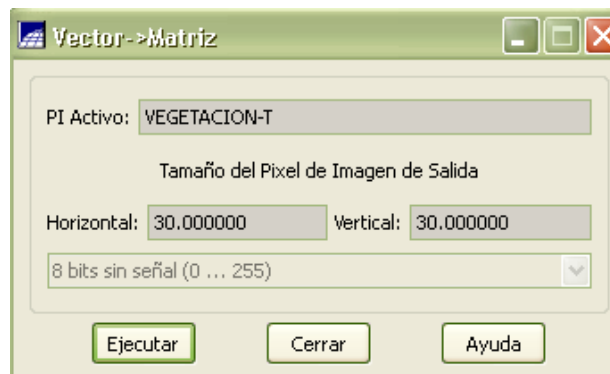 Vector->Matriz
PI Activo: VEGETACION-T
Tamaño del Pixel de Imagen de Salida
Horizontal: 30.000000 Vertical: 30.000000
8 bits sin señal (0 ... 255)
Ejecutar Cerrar Ayuda